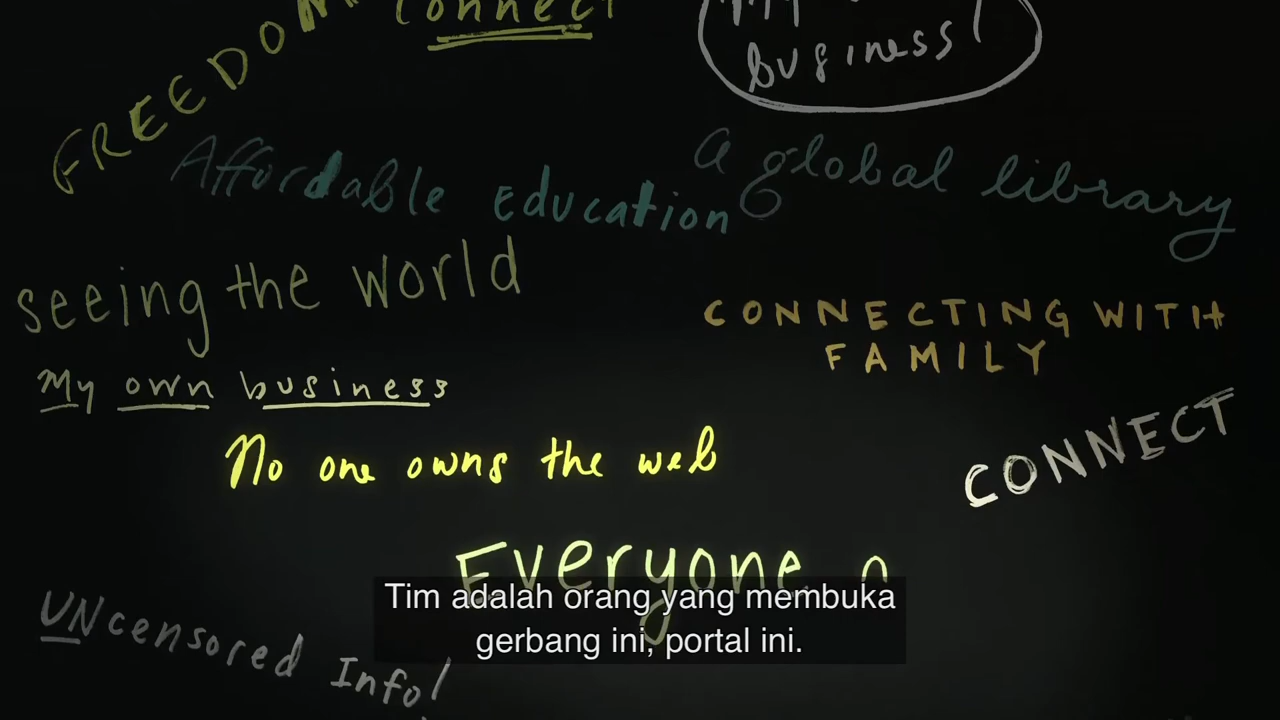 FREEDOM
Connect
business!
Affordable Education
a global library
seeing the world
CONNECTING WITH
FAMILY
My own business
CONNECT
No one owns the web
Everyone
Tim adalah orang yang membuka
gerbang ini, portal ini.
UNcensored Info!